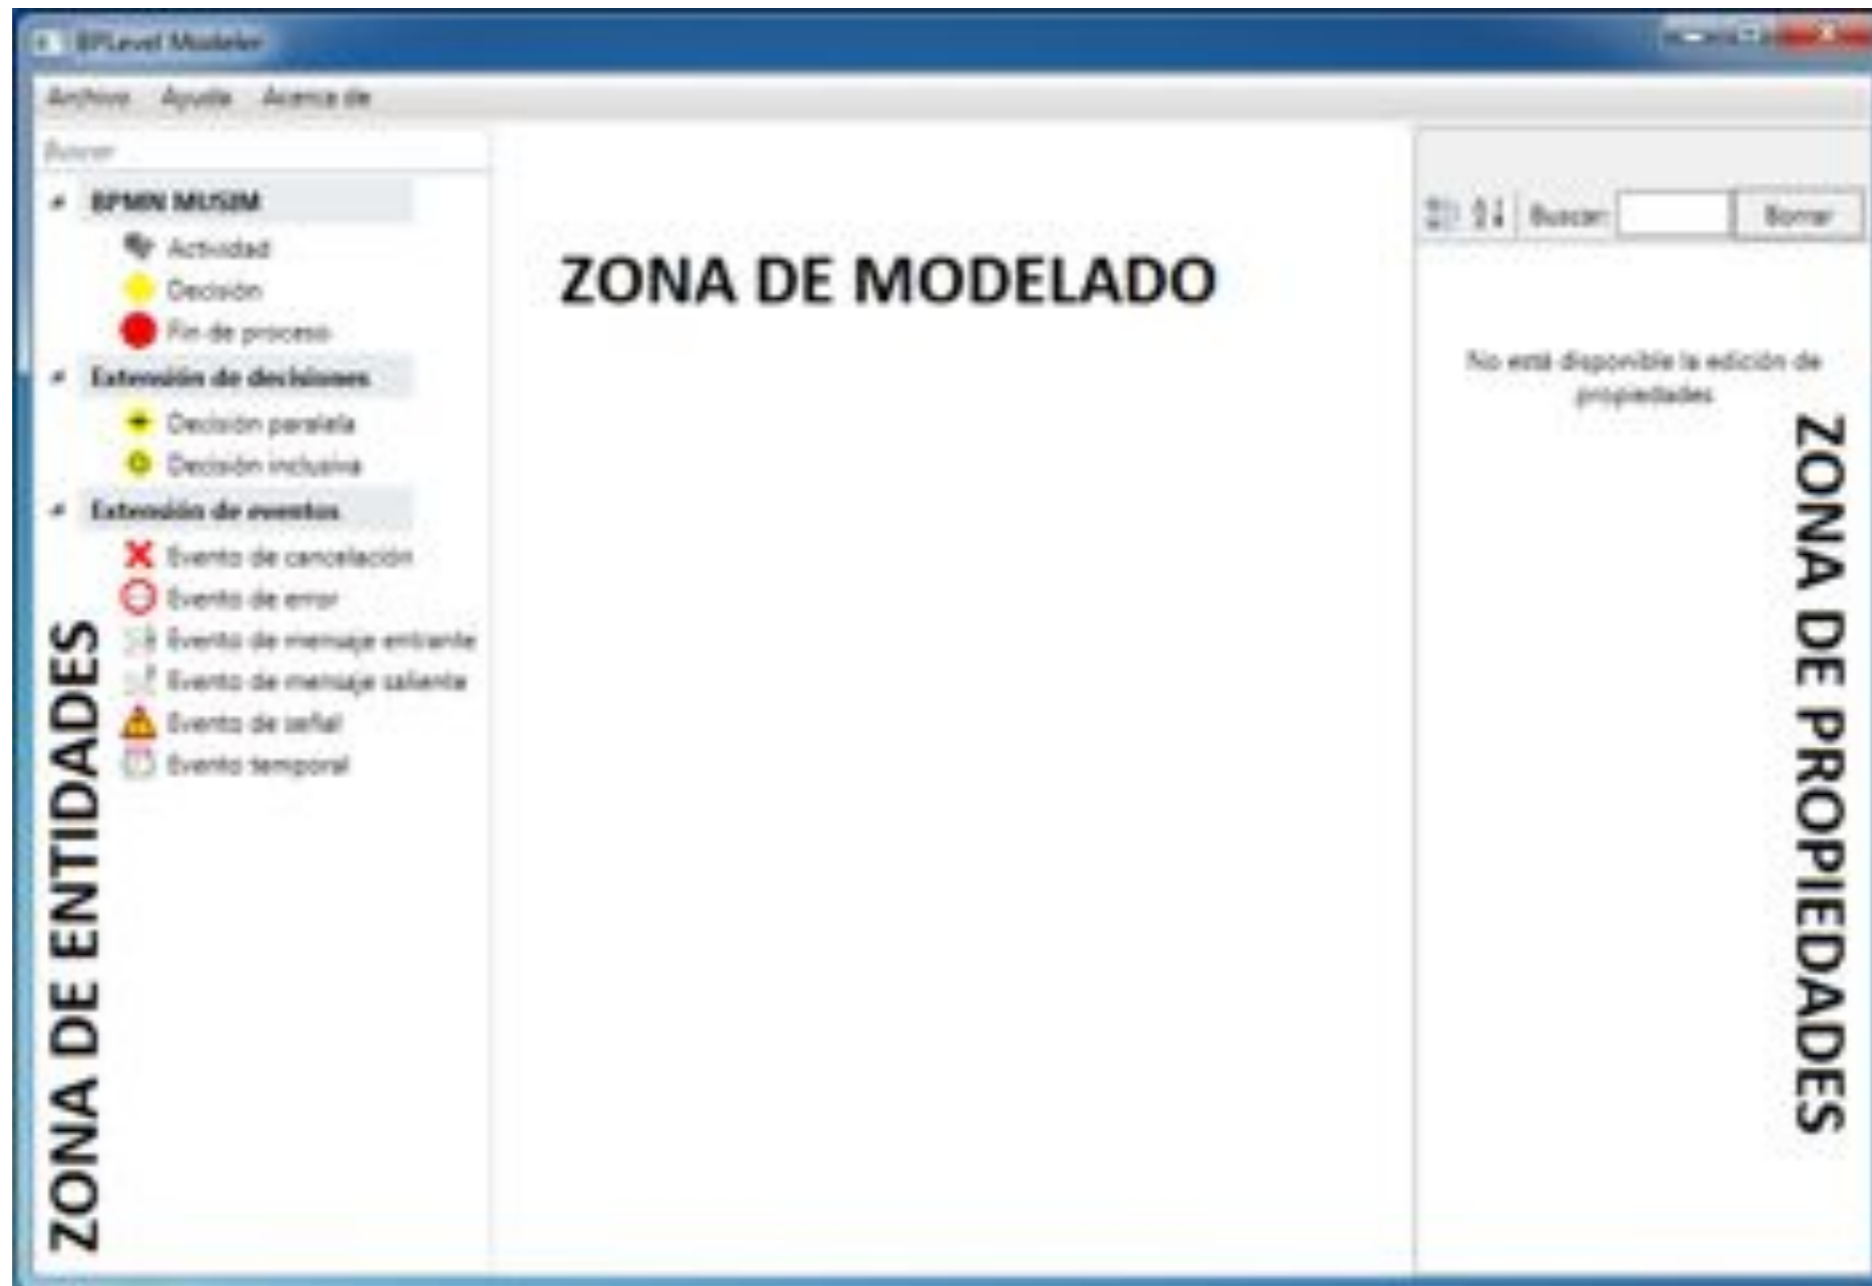 BPLevel Modeler
Archivo Ayuda Acerca de
Buscar
BPMN MUSIM
Actividad
Decisión
Fin de proceso
Extensión de decisiones
Decisión paralela
Decisión inclusiva
Extensión de eventos
Evento de cancelación
Evento de error
Evento de mensaje entrante
Evento de mensaje saliente
Evento de señal
Evento temporal
ZONA DE ENTIDADES
ZONA DE MODELADO
Buscar: Borrar
No está disponible la edición de
propiedades
ZONA DE PROPIEDADES